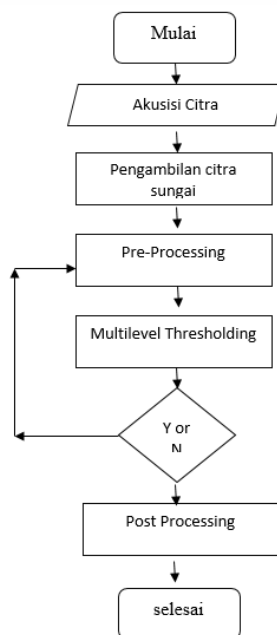 Mulai
Akusisi Citra
Pengambilan citra
sungai
Pre-Processing
Multilevel Thresholding
Y or
N
Post Processing
selesai